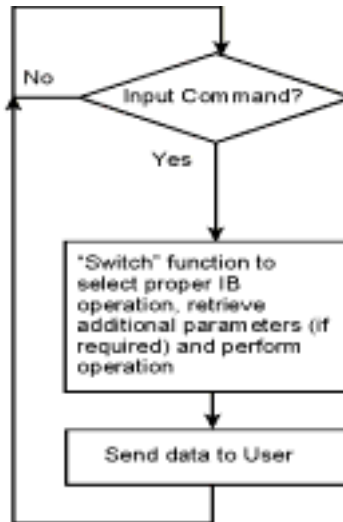 No
Input Command?
Yes
"Switch" function to
select proper IB
operation, retrieve
additional parameters (if
required) and perform
operation
Send data to User